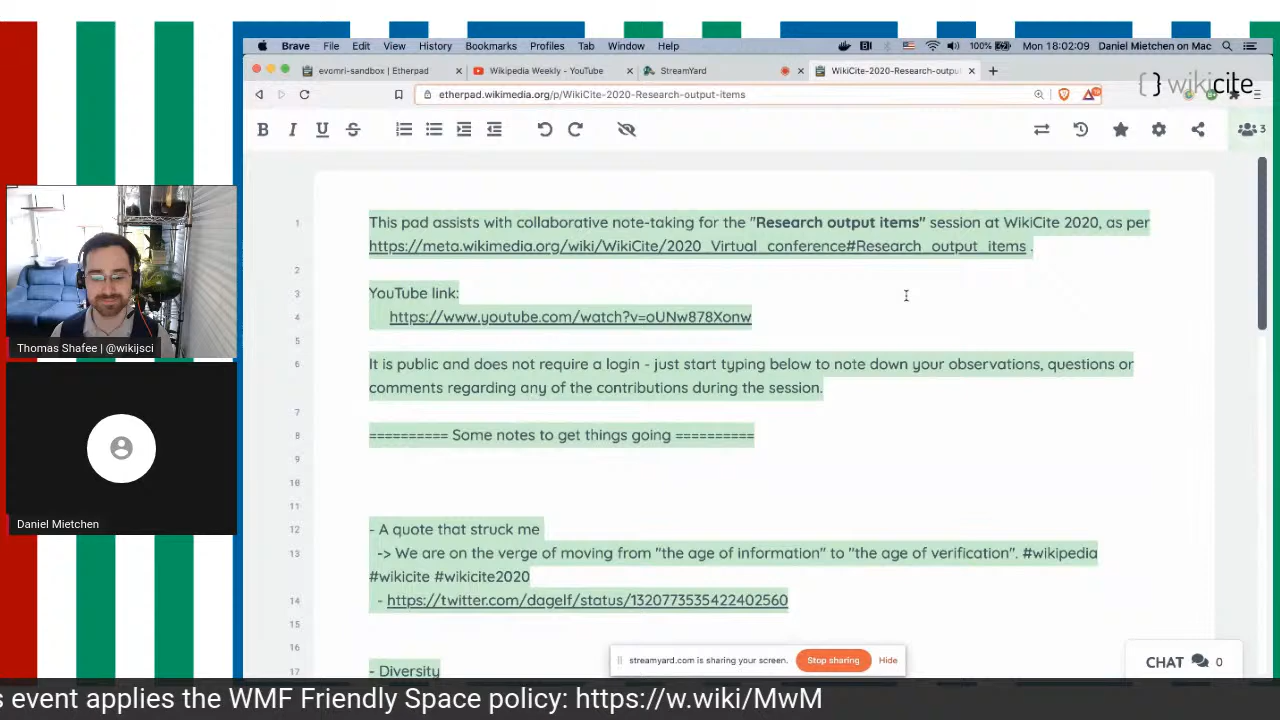 Brave File Edit View History Bookmarks Profiles Tab Window Help 100% Mon 18:02:09 Daniel Mietchen on Mac
evomri-sandbox | Etherpad Wikipedia Weekly - YouTube StreamYard WikiCite-2020-Research-outpu
etherpad.wikimedia.org/p/WikiCite-2020-Research-output-items
{ } wikicite
B I U S 3
1 This pad assists with collaborative note-taking for the "Research output items" session at WikiCite 2020, as per
https://meta.wikimedia.org/wiki/WikiCite/2020_Virtual_conference#Research_output_items .
2
3 YouTube link:
4 https://www.youtube.com/watch?v=oUNw878Xonw
5
6 It is public and does not require a login - just start typing below to note down your observations, questions or
comments regarding any of the contributions during the session.
7
8 ========== Some notes to get things going ==========
9
10
11
12 - A quote that struck me
13 -> We are on the verge of moving from "the age of information" to "the age of verification". #wikipedia
#wikicite #wikicite2020
14 - https://twitter.com/dagelf/status/1320773535422402560
15
16
17 - Diversity
Thomas Shafee | @wikijsci
Daniel Mietchen
streamyard.com is sharing your screen. Stop sharing Hide
CHAT 0
s event applies the WMF Friendly Space policy: https://w.wiki/MwM